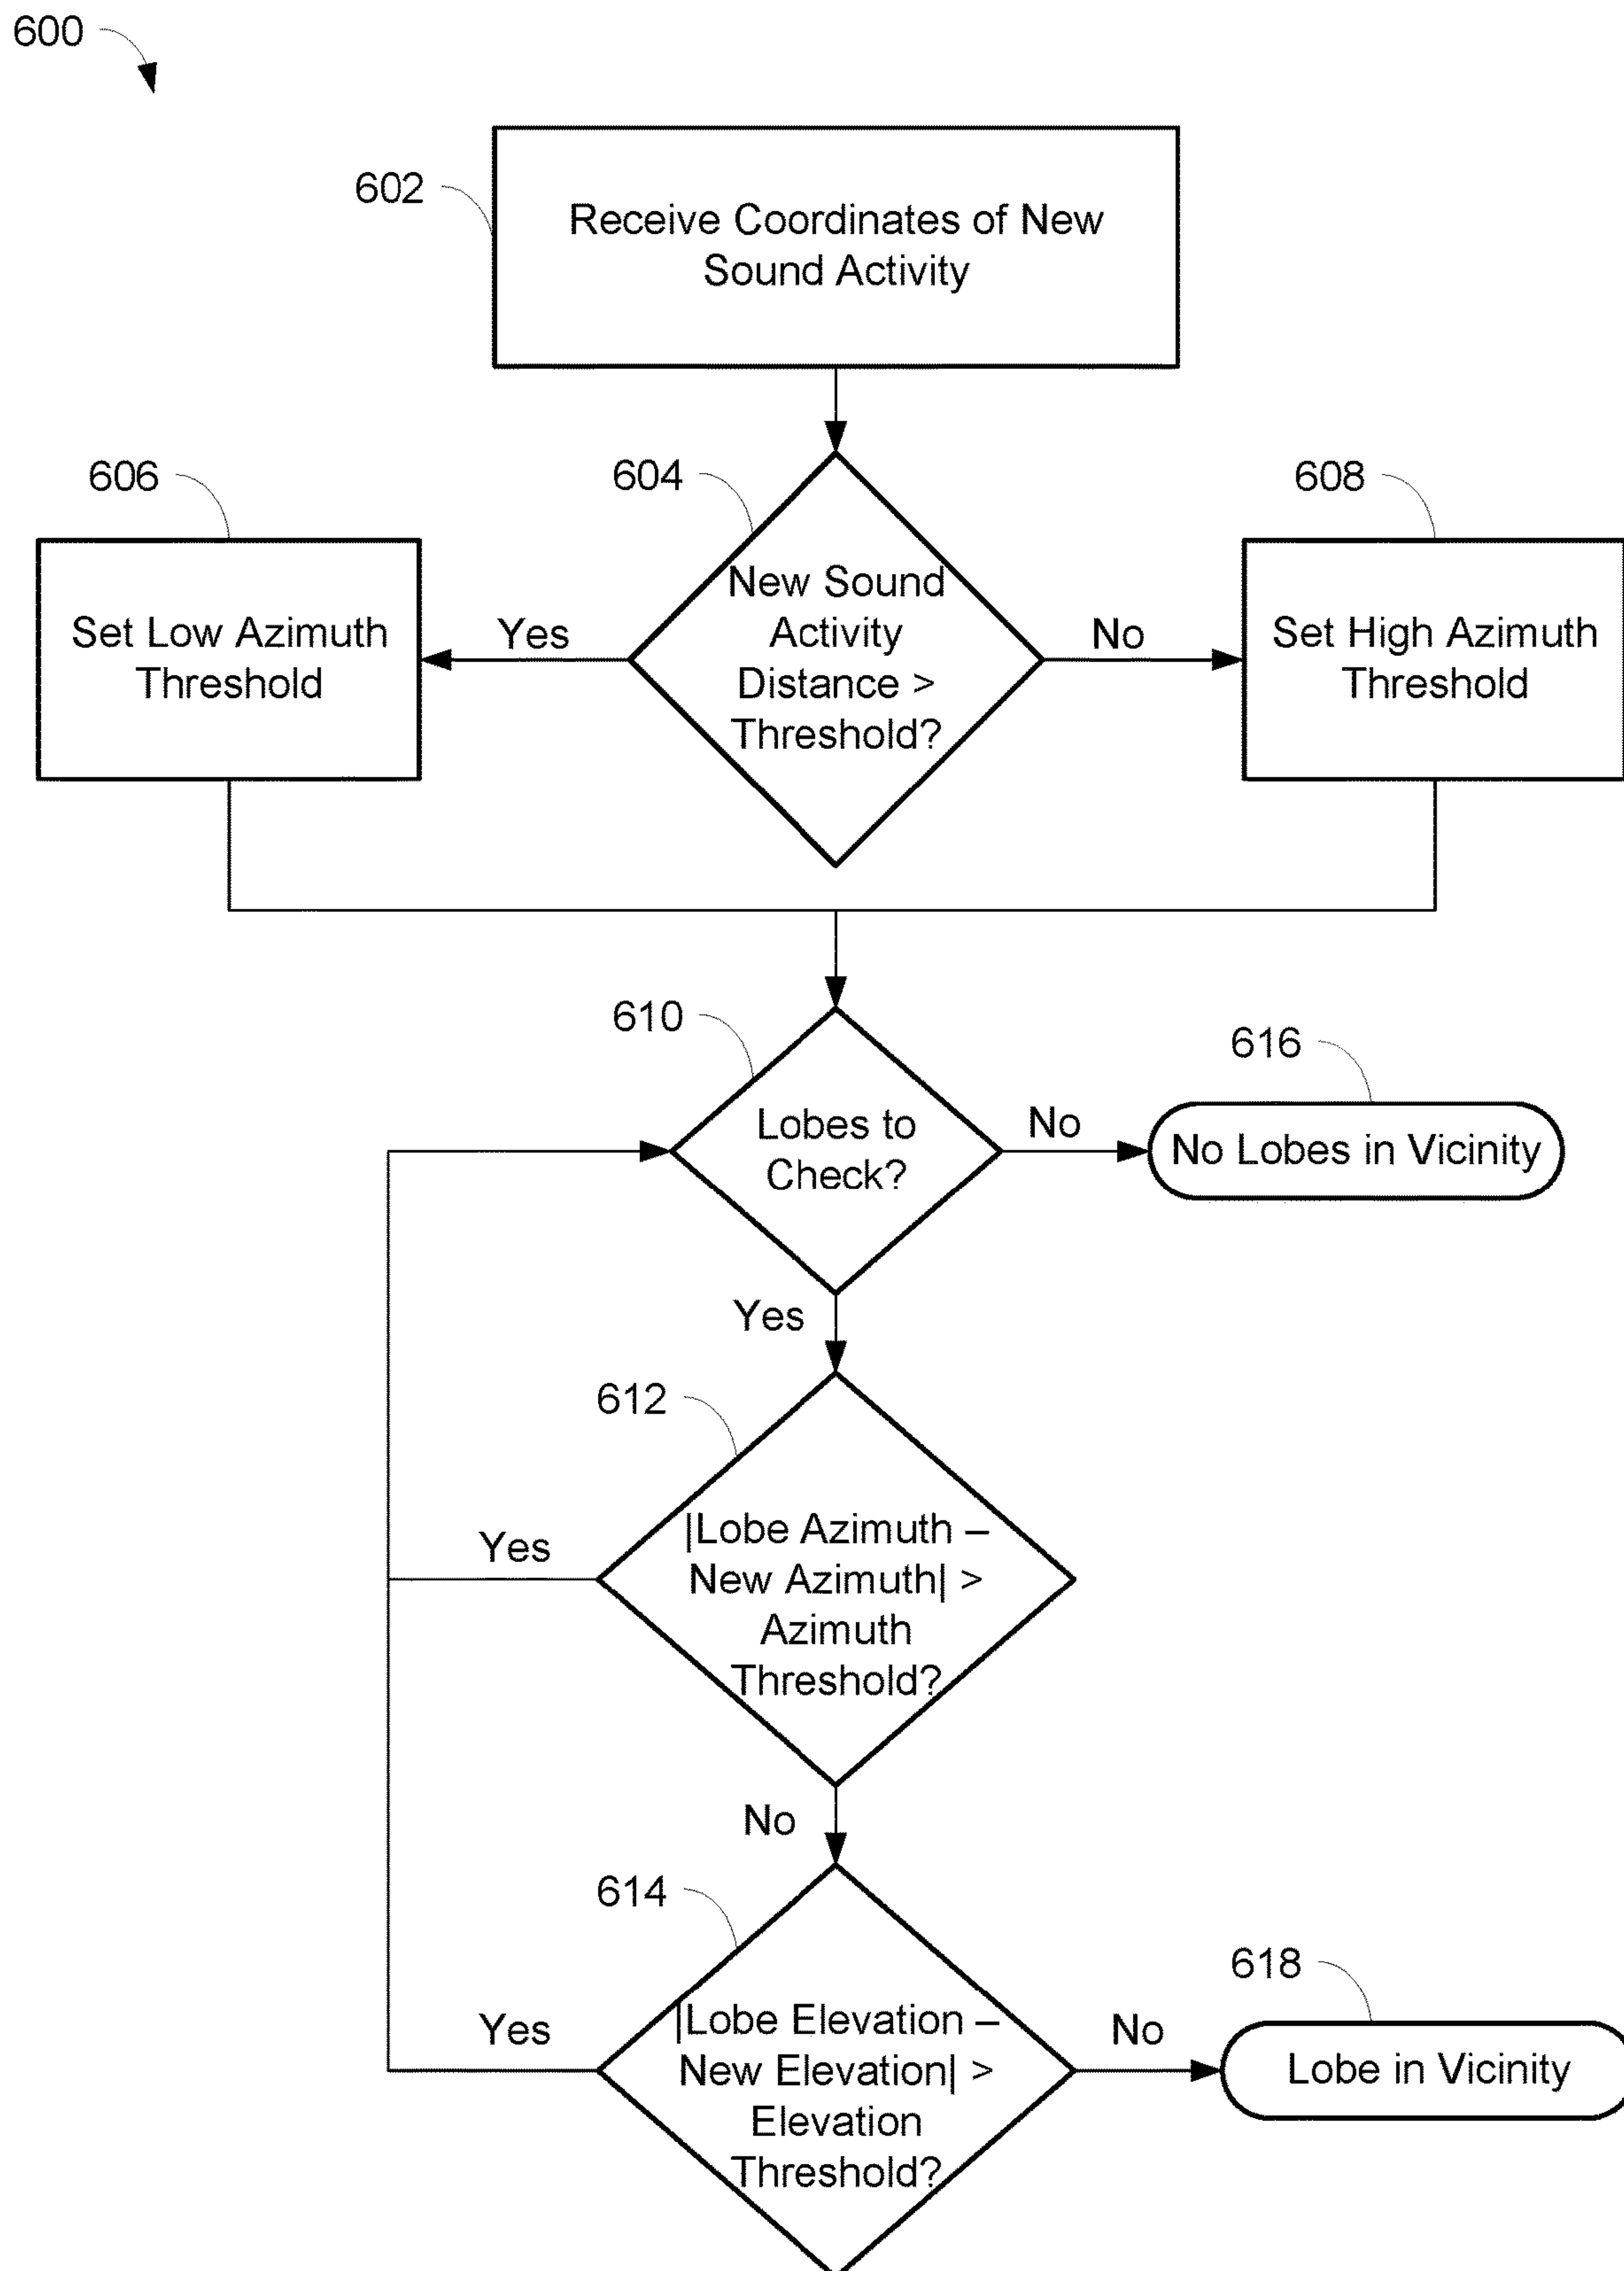 600
602
Receive Coordinates of New
Sound Activity
606
604
608
New Sound
Activity
Distance >
Threshold?
Set Low Azimuth
Threshold
Yes
No
Set High Azimuth
Threshold
610
616
Lobes to
Check?
No
No Lobes in Vicinity
Yes
612
|Lobe Azimuth –
New Azimuth| >
Azimuth
Threshold?
Yes
No
614
618
|Lobe Elevation –
New Elevation| >
Elevation
Threshold?
Yes
No
Lobe in Vicinity